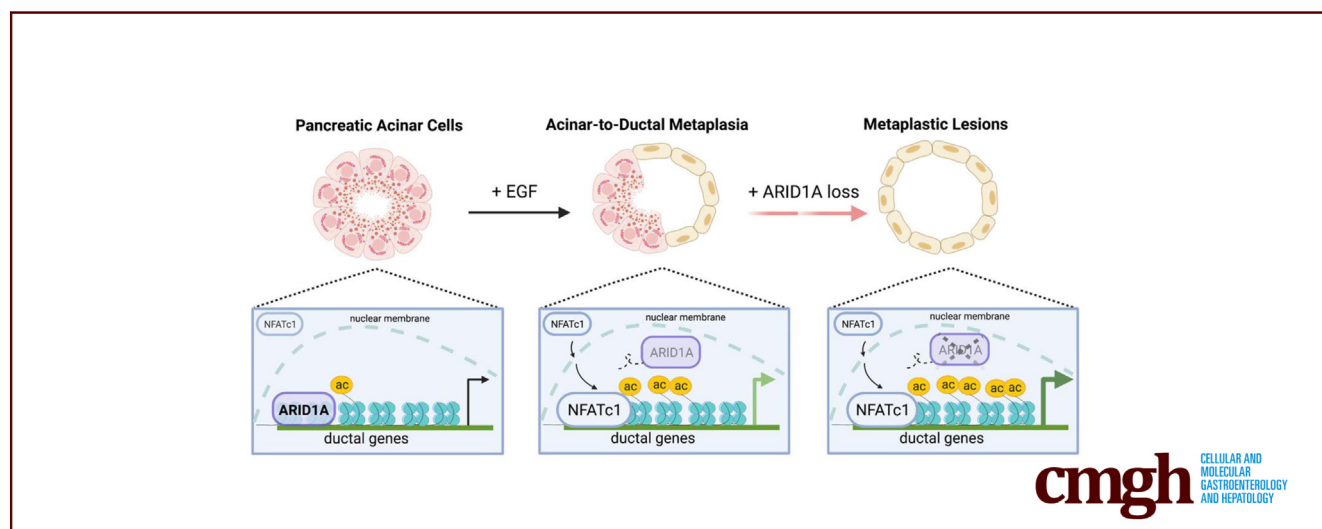 Pancreatic Acinar Cells
Acinar-to-Ductal Metaplasia
Metaplastic Lesions
+ EGF
+ ARID1A loss
NFATc1
nuclear membrane
ac
ARID1A
ductal genes
NFATc1
nuclear membrane
ARID1A
ac
ac
ac
NFATc1
ductal genes
NFATc1
nuclear membrane
ARID1A
ac
ac
ac
ac
ac
NFATc1
ductal genes
cmgh
CELLULAR AND
MOLECULAR
GASTROENTEROLOGY
AND HEPATOLOGY